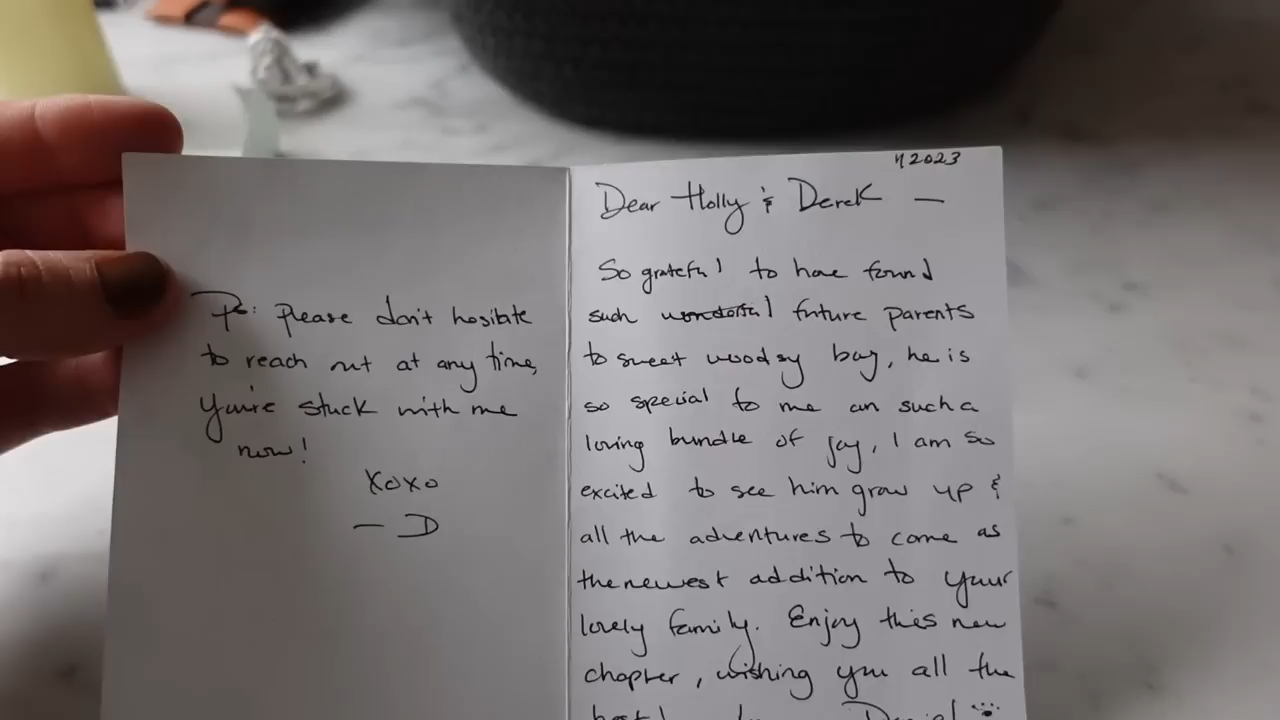 Ps: Please don't hesitate
to reach out at any time,
You're stuck with me
now!
xoxo
— D
2023
Dear Holly & Derek —
So grateful to have found
such wonderful future parents
to sweet woodsy boy, he is
so special to me an such a
loving bundle of joy, I am so
excited to see him grow up &
all the adventures to come as
the newest addition to your
lovely family. Enjoy this new
chapter, wishing you all the
best!